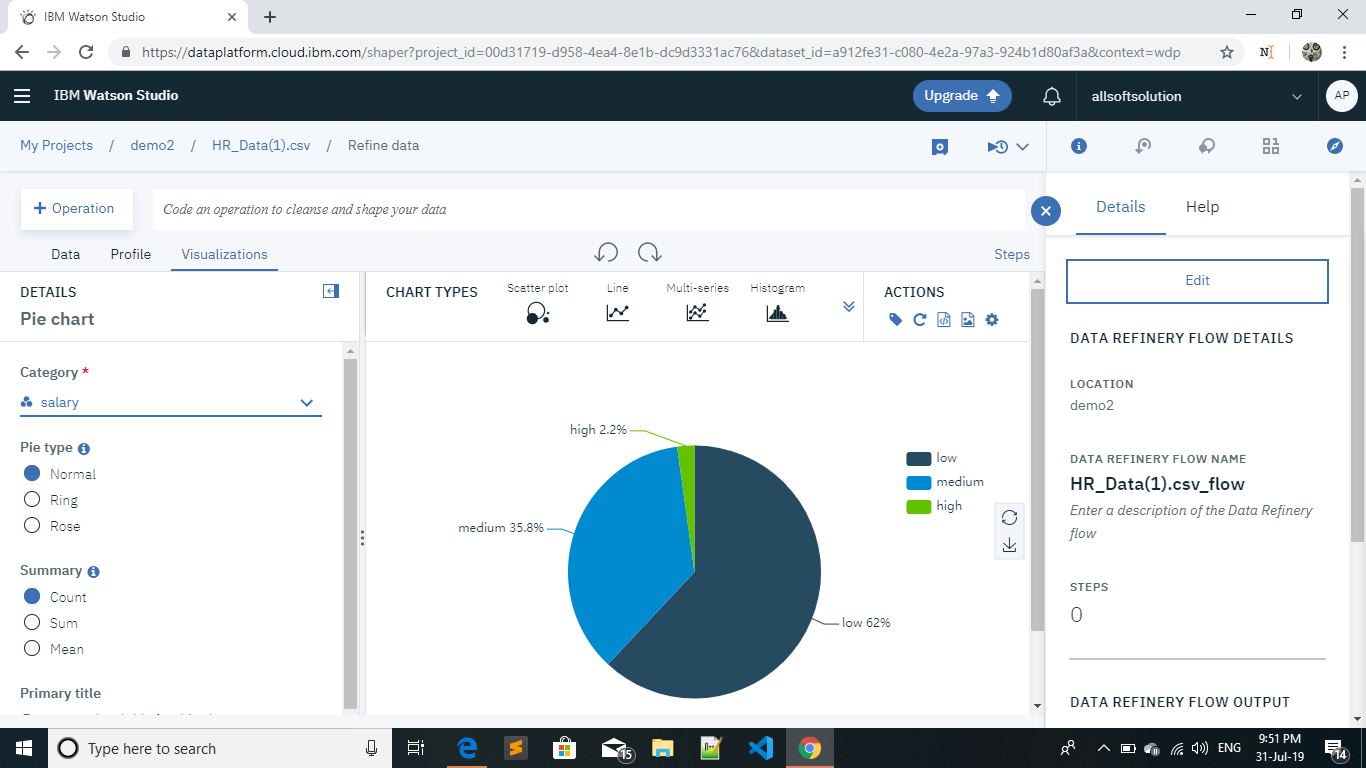 IBM Watson Studio
https://dataplatform.cloud.ibm.com/shaper?project_id=00d31719-d958-4ea4-8e1b-dc9d3331ac76&dataset_id=a912fe31-c080-4e2a-97a3-924b1d80af3a&context=wdp
IBM Watson Studio
Upgrade
allsoftsolution
AP
My Projects / demo2 / HR_Data(1).csv / Refine data
+ Operation
Code an operation to cleanse and shape your data
Data Profile Visualizations
Steps
DETAILS
Pie chart
Category *
salary
Pie type
Normal
Ring
Rose
Summary
Count
Sum
Mean
Primary title
CHART TYPES
Scatter plot
Line
Multi-series
Histogram
ACTIONS
high 2.2%
medium 35.8%
low 62%
low
medium
high
Details Help
Edit
DATA REFINERY FLOW DETAILS
LOCATION
demo2
DATA REFINERY FLOW NAME
HR_Data(1).csv_flow
Enter a description of the Data Refinery
flow
STEPS
0
DATA REFINERY FLOW OUTPUT
Type here to search
15
ENG
9:51 PM
31-Jul-19
14